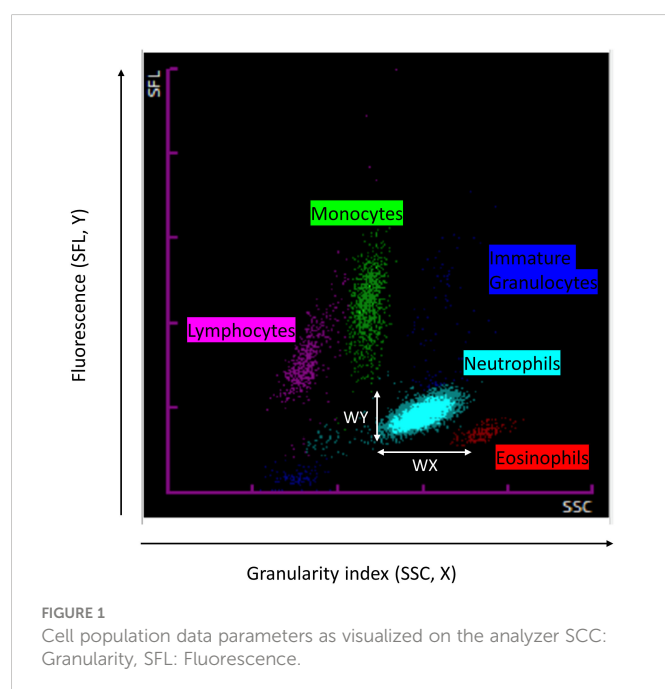 SFL
Monocytes
Immature
Granulocytes
Lymphocytes
Neutrophils
WY
WX
Eosinophils
SSC
Fluorescence (SFL, Y)
Granularity index (SSC, X)
FIGURE 1
Cell population data parameters as visualized on the analyzer SCC:
Granularity, SFL: Fluorescence.